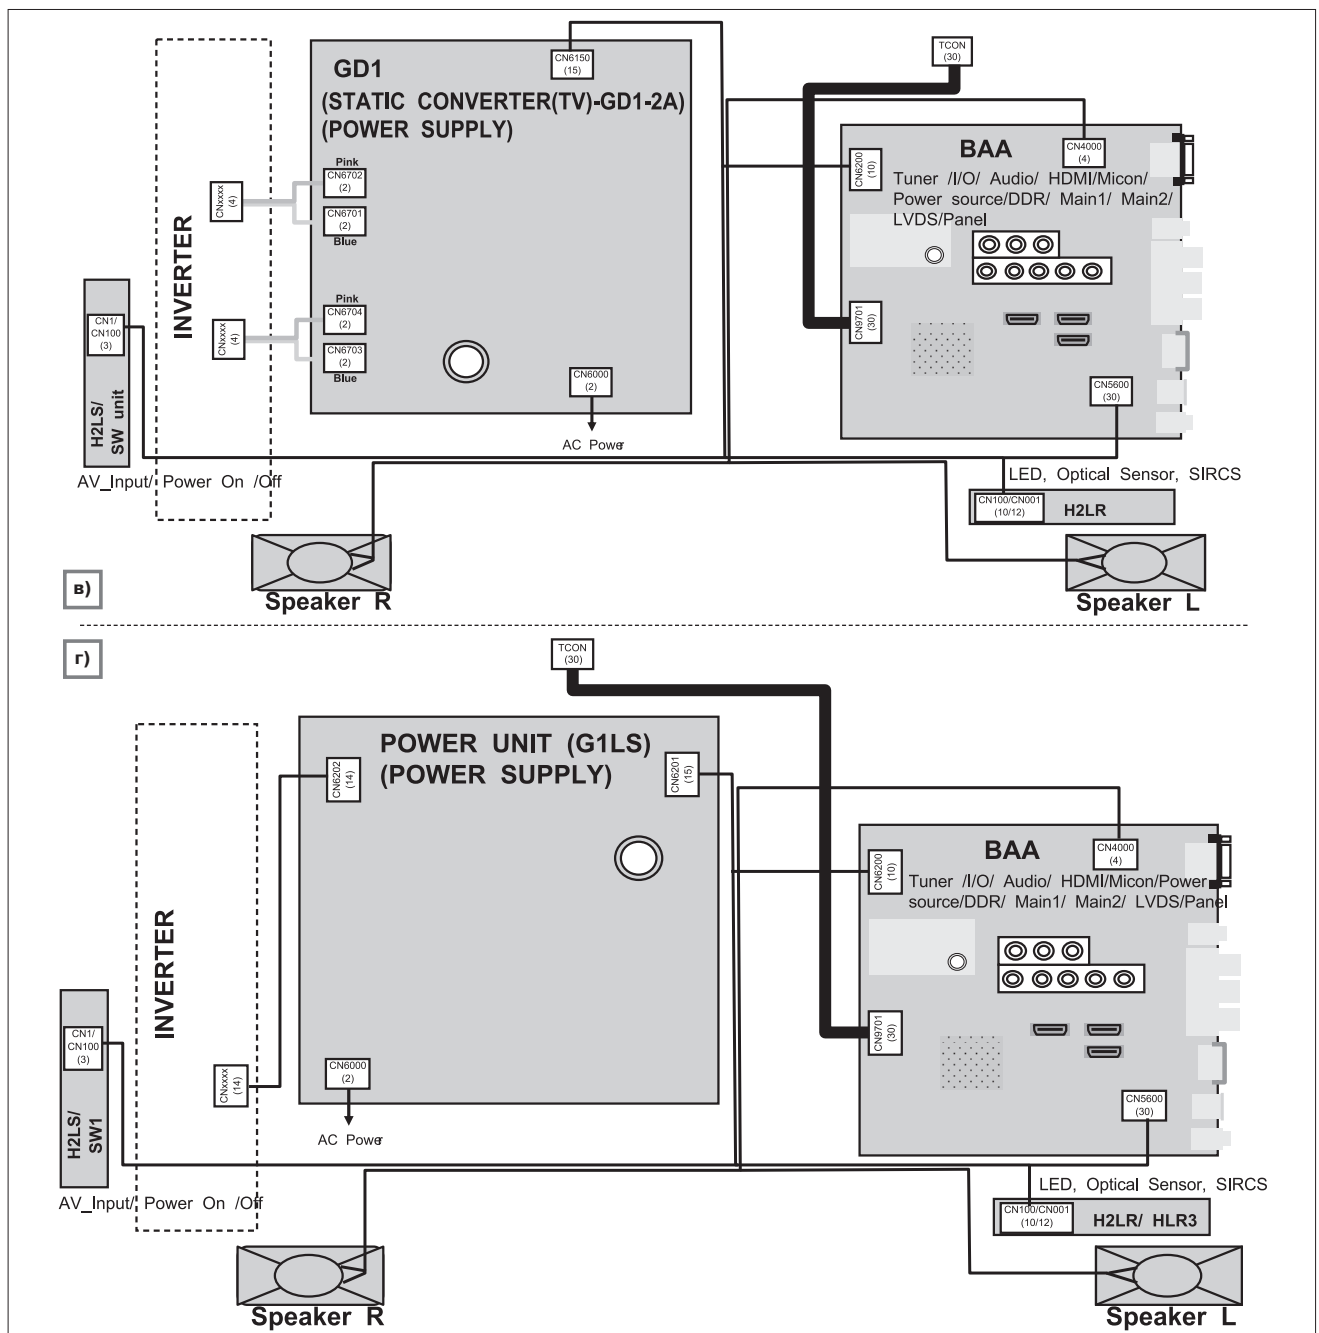 CN6150
(15)
TCON
(30)
GD1
(STATIC CONVERTER(TV)-GD1-2A)
(POWER SUPPLY)
BAA
CN4000
(4)
CN6200
(10)
Tuner /I/O/ Audio/ HDMI/Micon/
Power source/DDR/ Main1/ Main2/
LVDS/Panel
Pink
CN6702
(2)
CN6701
(2)
Blue
CNxxxx
(4)
INVERTER
Pink
CN6704
(2)
CN6703
(2)
Blue
CNxxxx
(4)
CN1/
CN100
(3)
H2LS/
SW unit
CN9701
(30)
CN6000
(2)
AC Power
CN5600
(30)
AV_Input/ Power On /Off
LED, Optical Sensor, SIRCS
CN100/CN001
(10/12)
H2LR
Speaker R
Speaker L
в)
г)
TCON
(30)
POWER UNIT (G1LS)
(POWER SUPPLY)
CN6202
(14)
CN6201
(15)
BAA
CN4000
(4)
CN6200
(10)
Tuner /I/O/ Audio/ HDMI/Micon/Power
source/DDR/ Main1/ Main2/ LVDS/Panel
INVERTER
CN1/
CN100
(3)
H2LS/
SW1
CNxxxx
(14)
CN9701
(30)
CN6000
(2)
AC Power
CN5600
(30)
AV_Input/ Power On /Off
LED, Optical Sensor, SIRCS
CN100/CN001
(10/12)
H2LR/ HLR3
Speaker R
Speaker L